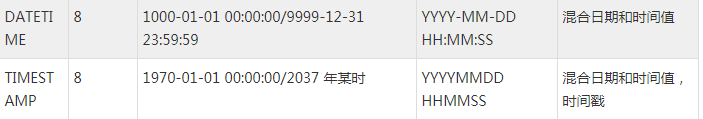 DATETI
ME
8
1000-01-01 00:00:00/9999-12-31
23:59:59
YYYY-MM-DD
HH:MM:SS
混合日期和时间值
TIMEST
AMP
8
1970-01-01 00:00:00/2037 年某时
YYYYMMDD
HHMMSS
混合日期和时间值，
时间戳